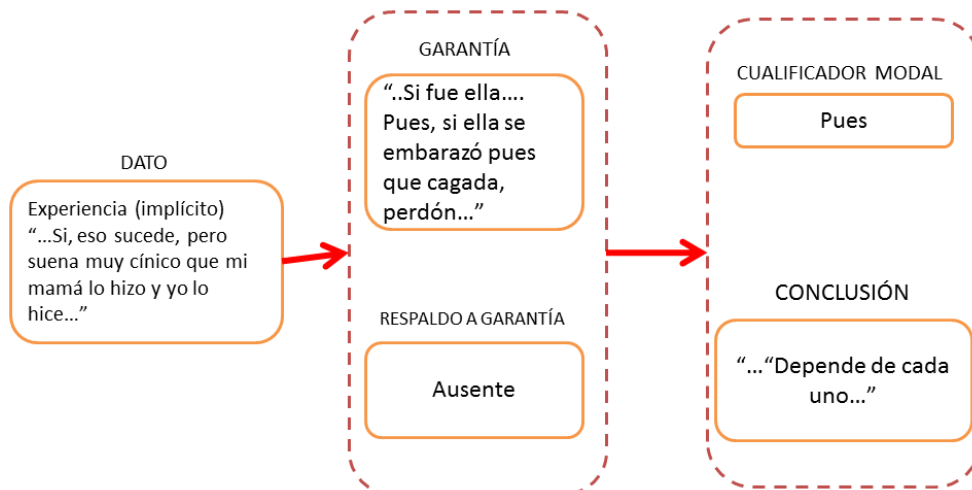 DATO
Experiencia (implícito)
“...Si, eso sucede, pero
suena muy cínico que mi
mamá lo hizo y yo lo
hice...”
GARANTÍA
“..Si fue ella....
Pues, si ella se
embarazó pues
que cagada,
perdón...”
RESPALDO A GARANTÍA
Ausente
CUALIFICADOR MODAL
Pues
CONCLUSIÓN
“...“Depende de cada
uno...”